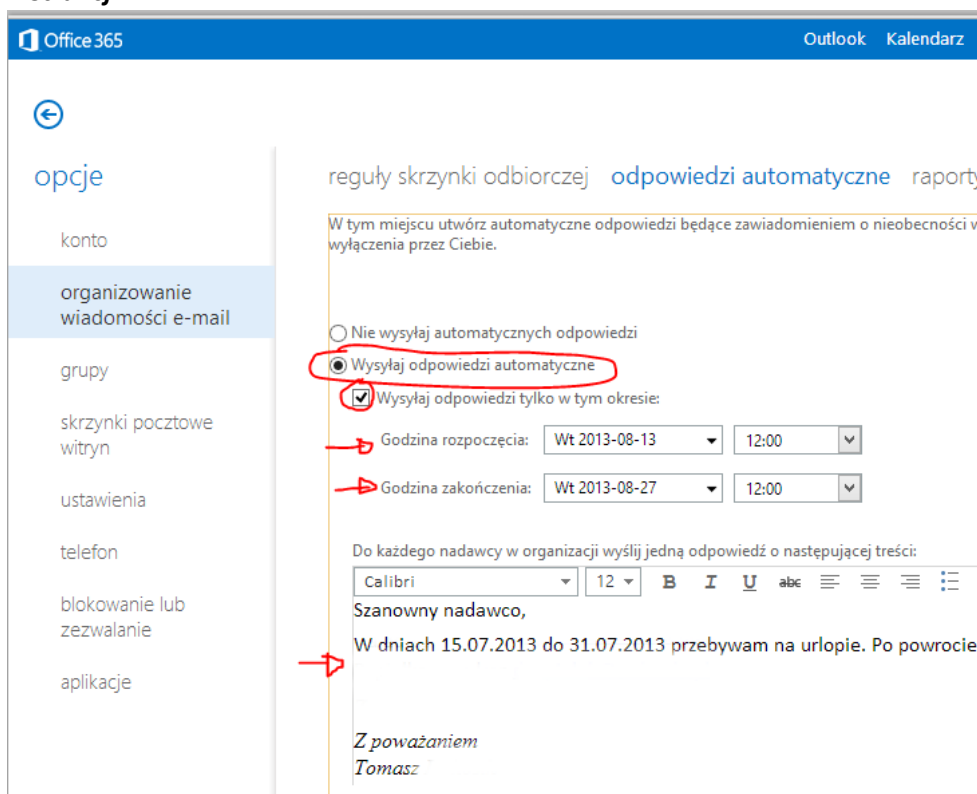 Office 365
Outlook Kalendarz
opcje
konto
organizowanie
wiadomości e-mail
grupy
skrzynki pocztowe
witryn
ustawienia
telefon
blokowanie lub
zezwalanie
aplikacje
reguły skrzynki odbiorczej odpowiedzi automatyczne raporty
W tym miejscu utwórz automatyczne odpowiedzi będące zawiadomieniem o nieobecności w
wyłączenia przez Ciebie.
Nie wysyłaj automatycznych odpowiedzi
Wysyłaj odpowiedzi automatyczne
Wysyłaj odpowiedzi tylko w tym okresie:
Godzina rozpoczęcia: Wt 2013-08-13 12:00
Godzina zakończenia: Wt 2013-08-27 12:00
Do każdego nadawcy w organizacji wyślij jedną odpowiedź o następującej treści:
Calibri 12 B I U abc
Szanowny nadawco,
W dniach 15.07.2013 do 31.07.2013 przebywam na urlopie. Po powrocie
Z poważaniem
Tomasz